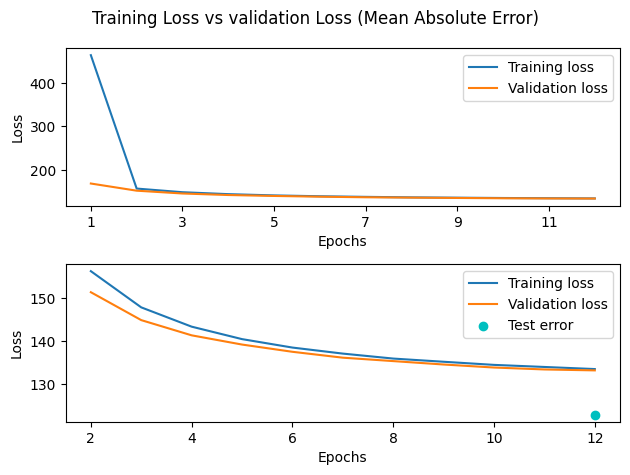 Training Loss vs validation Loss (Mean Absolute Error)
400
300
200
Loss
Training loss
Validation loss
1 3 5 7 9 11
Epochs
150
140
130
Loss
Training loss
Validation loss
Test error
2 4 6 8 10 12
Epochs